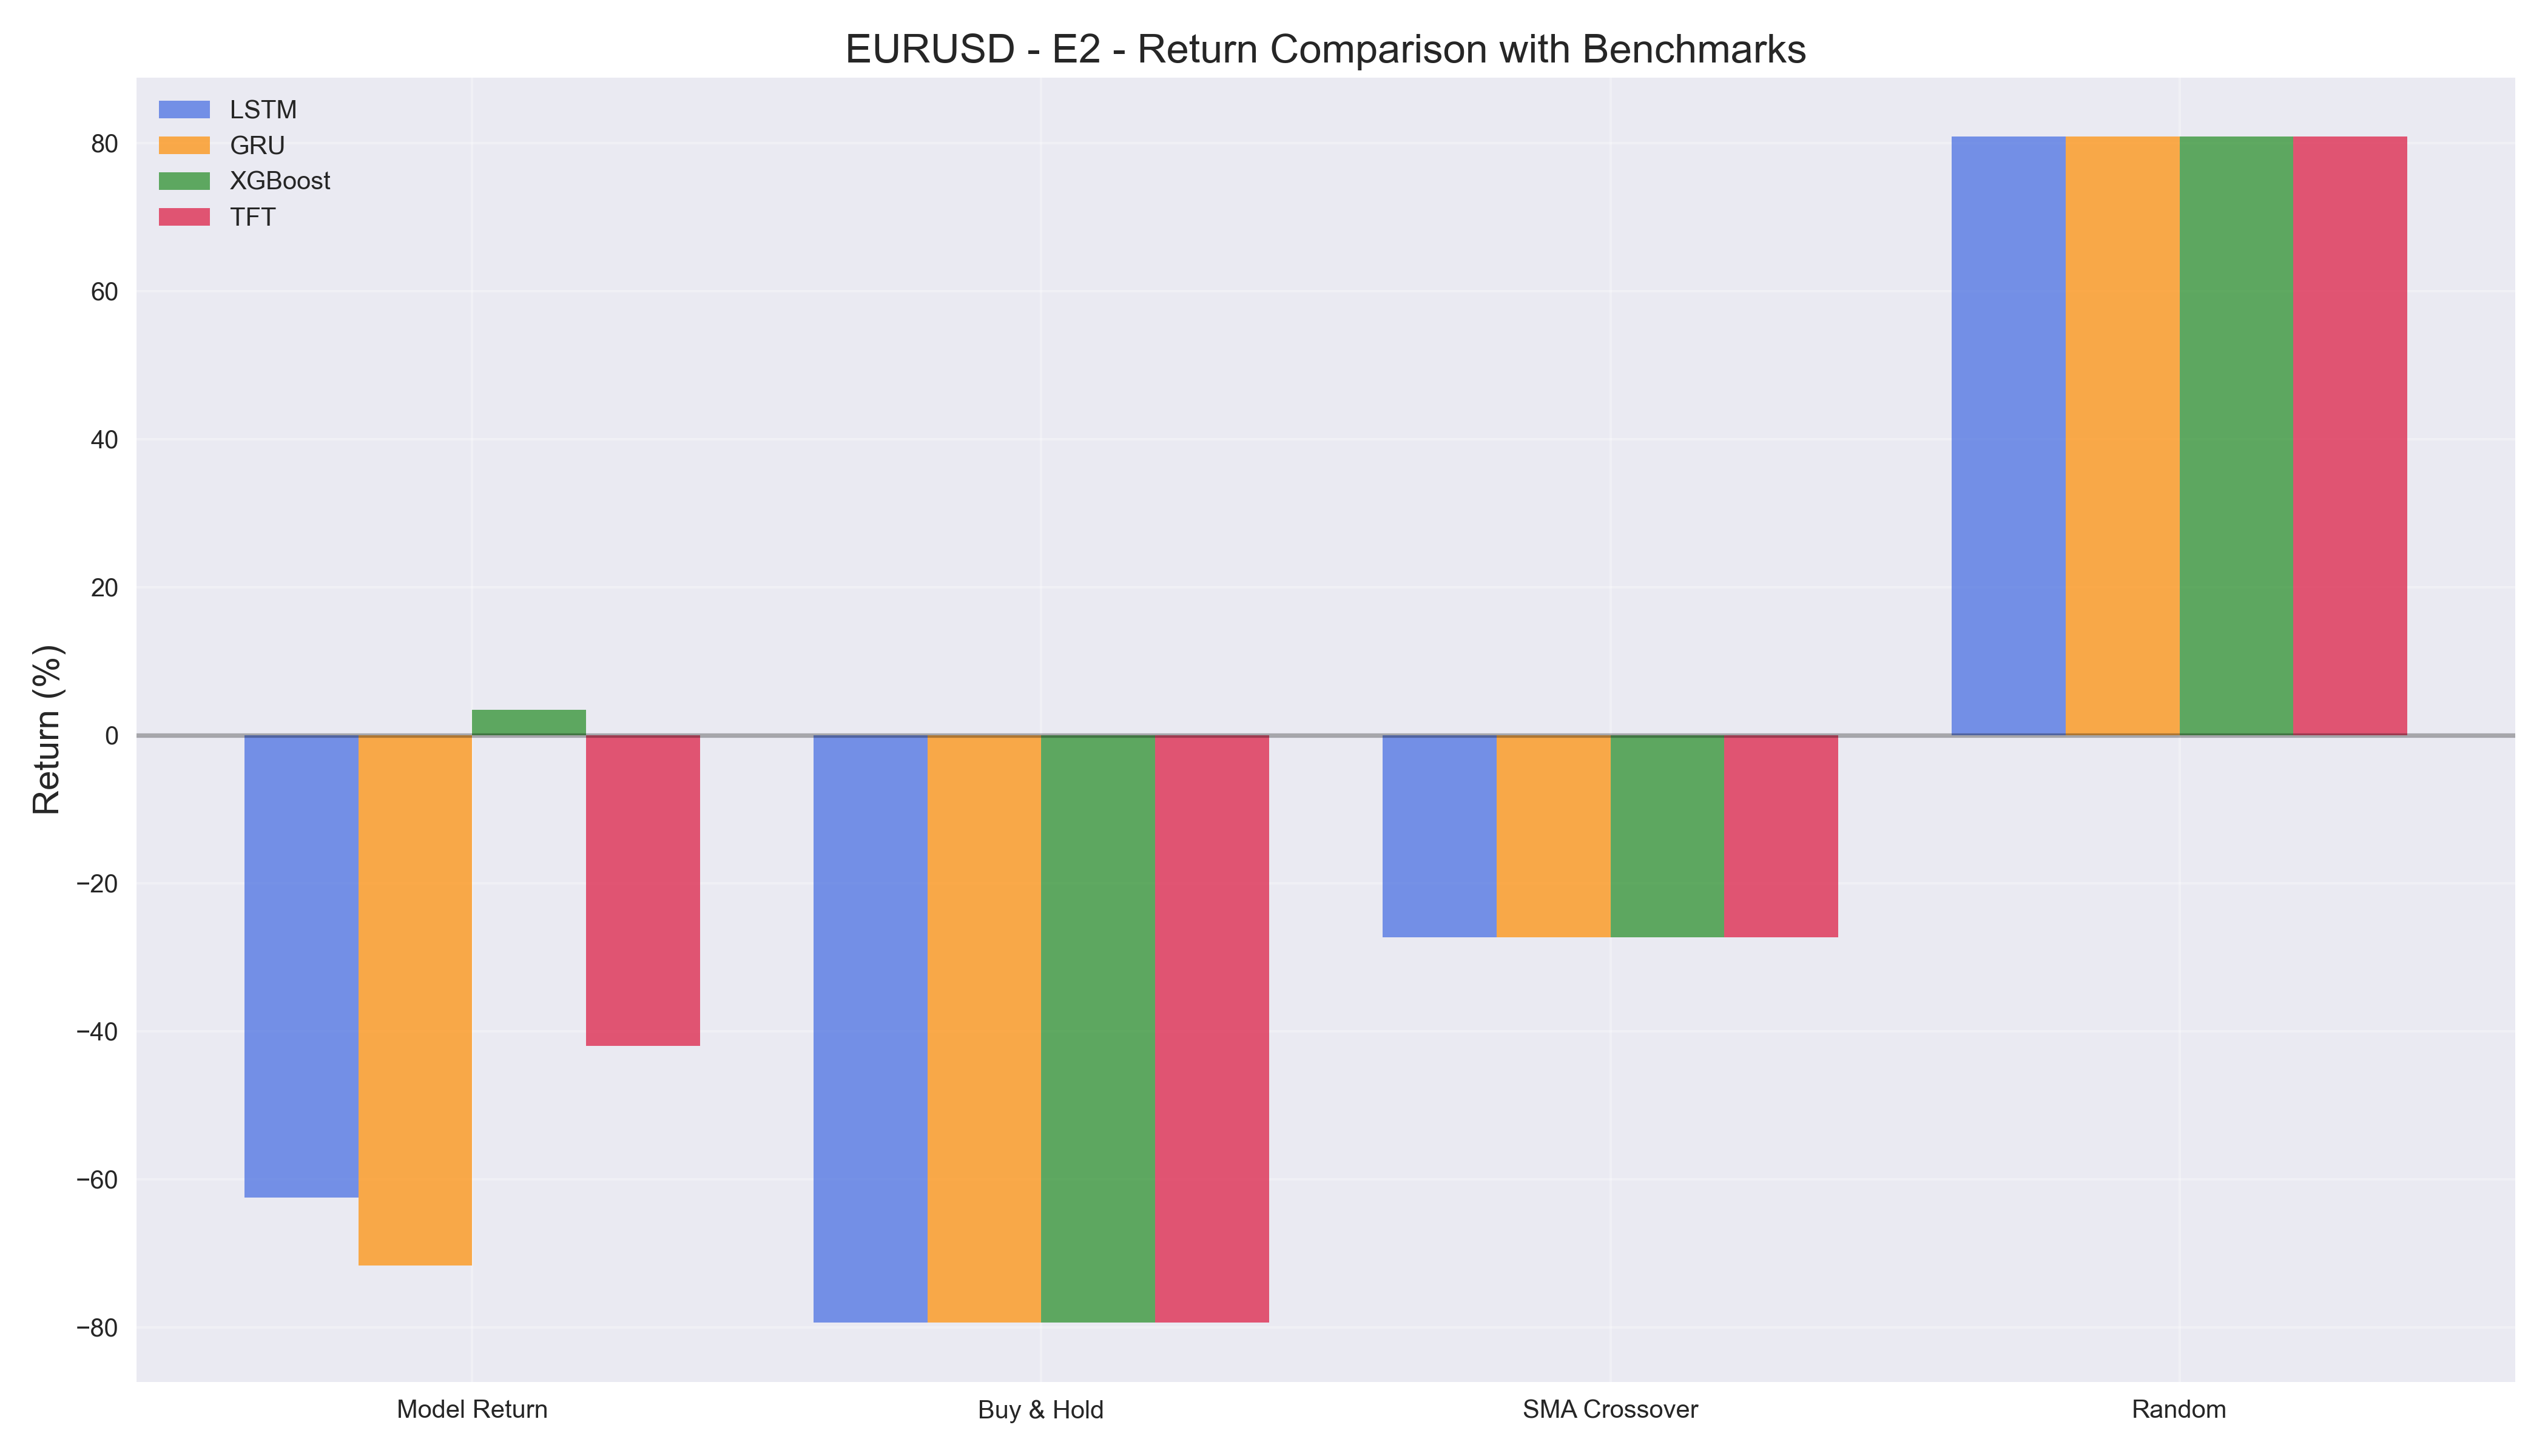 EURUSD - E2 - Return Comparison with Benchmarks
LSTM
GRU
XGBoost
TFT
Return (%)
80
60
40
20
0
−20
−40
−60
−80
Model Return
Buy & Hold
SMA Crossover
Random